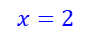 x = 2